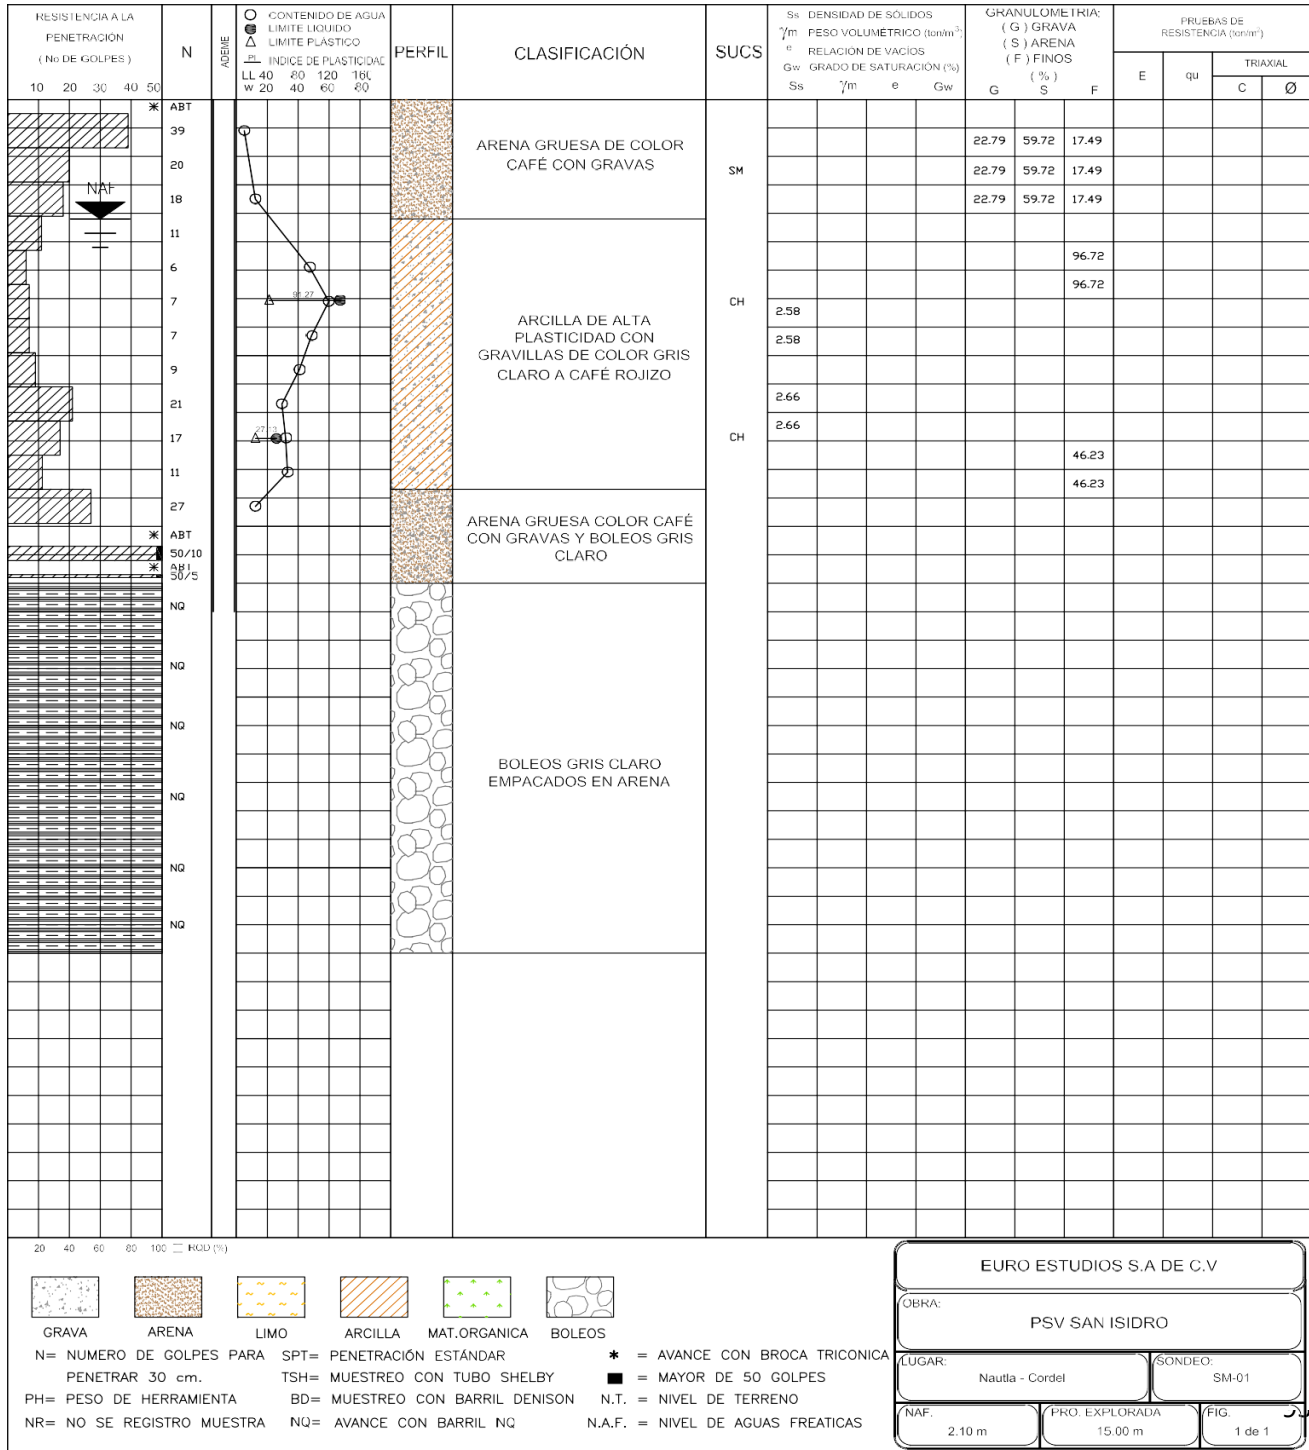 RESISTENCIA A LA
PENETRACIÓN
( No DE GOLPES )
10 20 30 40 50
N
ADEME
CONTENIDO DE AGUA
LIMITE LIQUIDO
LIMITE PLÁSTICO
PI INDICE DE PLASTICIDAD
LL 40 80 120 160
w 20 40 60 80
PERFIL
CLASIFICACIÓN
SUCS
Ss DENSIDAD DE SÓLIDOS
γm PESO VOLUMÉTRICO (ton/m³)
e RELACIÓN DE VACÍOS
Gw GRADO DE SATURACIÓN (%)
Ss γm e Gw
GRANULOMETRIA:
( G ) GRAVA
( S ) ARENA
( F ) FINOS
( % )
G S F
PRUEBAS DE
RESISTENCIA (ton/m²)
E qu
TRIAXIAL
C Ø
* ABT
39
22.79 59.72 17.49
ARENA GRUESA DE COLOR
CAFÉ CON GRAVAS
20
SM
22.79 59.72 17.49
NAF
18
22.79 59.72 17.49
11
96.72
6
96.72
91.27
7
CH
2.58
ARCILLA DE ALTA
PLASTICIDAD CON
GRAVILLAS DE COLOR GRIS
CLARO A CAFÉ ROJIZO
7
2.58
9
2.66
21
2.66
17
CH
46.23
11
46.23
27
ARENA GRUESA COLOR CAFÉ
CON GRAVAS Y BOLEOS GRIS
CLARO
* ABT
50/10
* ABT
50/5
NQ
NQ
NQ
BOLEOS GRIS CLARO
EMPACADOS EN ARENA
NQ
NQ
NQ
20 40 60 80 100 RQD (%)
GRAVA ARENA LIMO ARCILLA MAT.ORGANICA BOLEOS
N= NUMERO DE GOLPES PARA
PENETRAR 30 cm.
PH= PESO DE HERRAMIENTA
NR= NO SE REGISTRO MUESTRA
SPT= PENETRACIÓN ESTÁNDAR
TSH= MUESTREO CON TUBO SHELBY
BD= MUESTREO CON BARRIL DENISON
NQ= AVANCE CON BARRIL NQ
* = AVANCE CON BROCA TRICONICA
■ = MAYOR DE 50 GOLPES
N.T. = NIVEL DE TERRENO
N.A.F. = NIVEL DE AGUAS FREATICAS
EURO ESTUDIOS S.A DE C.V
OBRA:
PSV SAN ISIDRO
LUGAR:
Nautla - Cordel
SONDEO:
SM-01
NAF.
2.10 m
PRO. EXPLORADA
15.00 m
FIG.
1 de 1